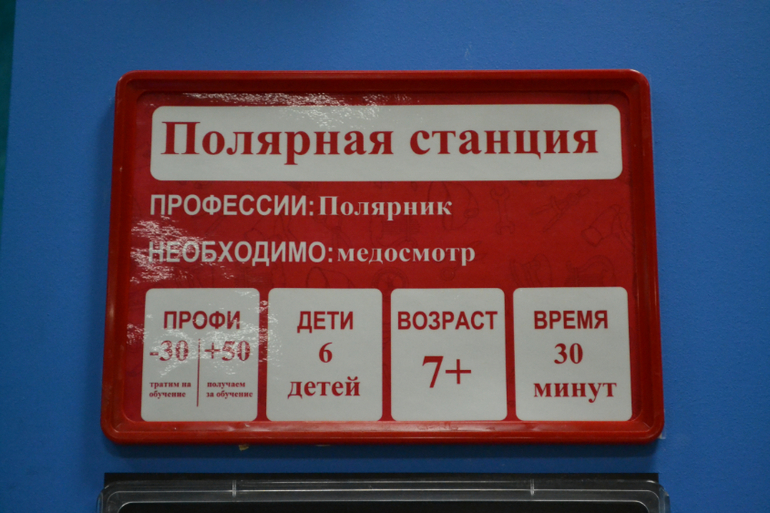 Полярная станция
ПРОФЕССИИ: Полярник
НЕОБХОДИМО: медосмотр
ПРОФИ
-30 +50
тратим на обучение
получаем за обучение
ДЕТИ
6
детей
ВОЗРАСТ
7+
ВРЕМЯ
30
минут